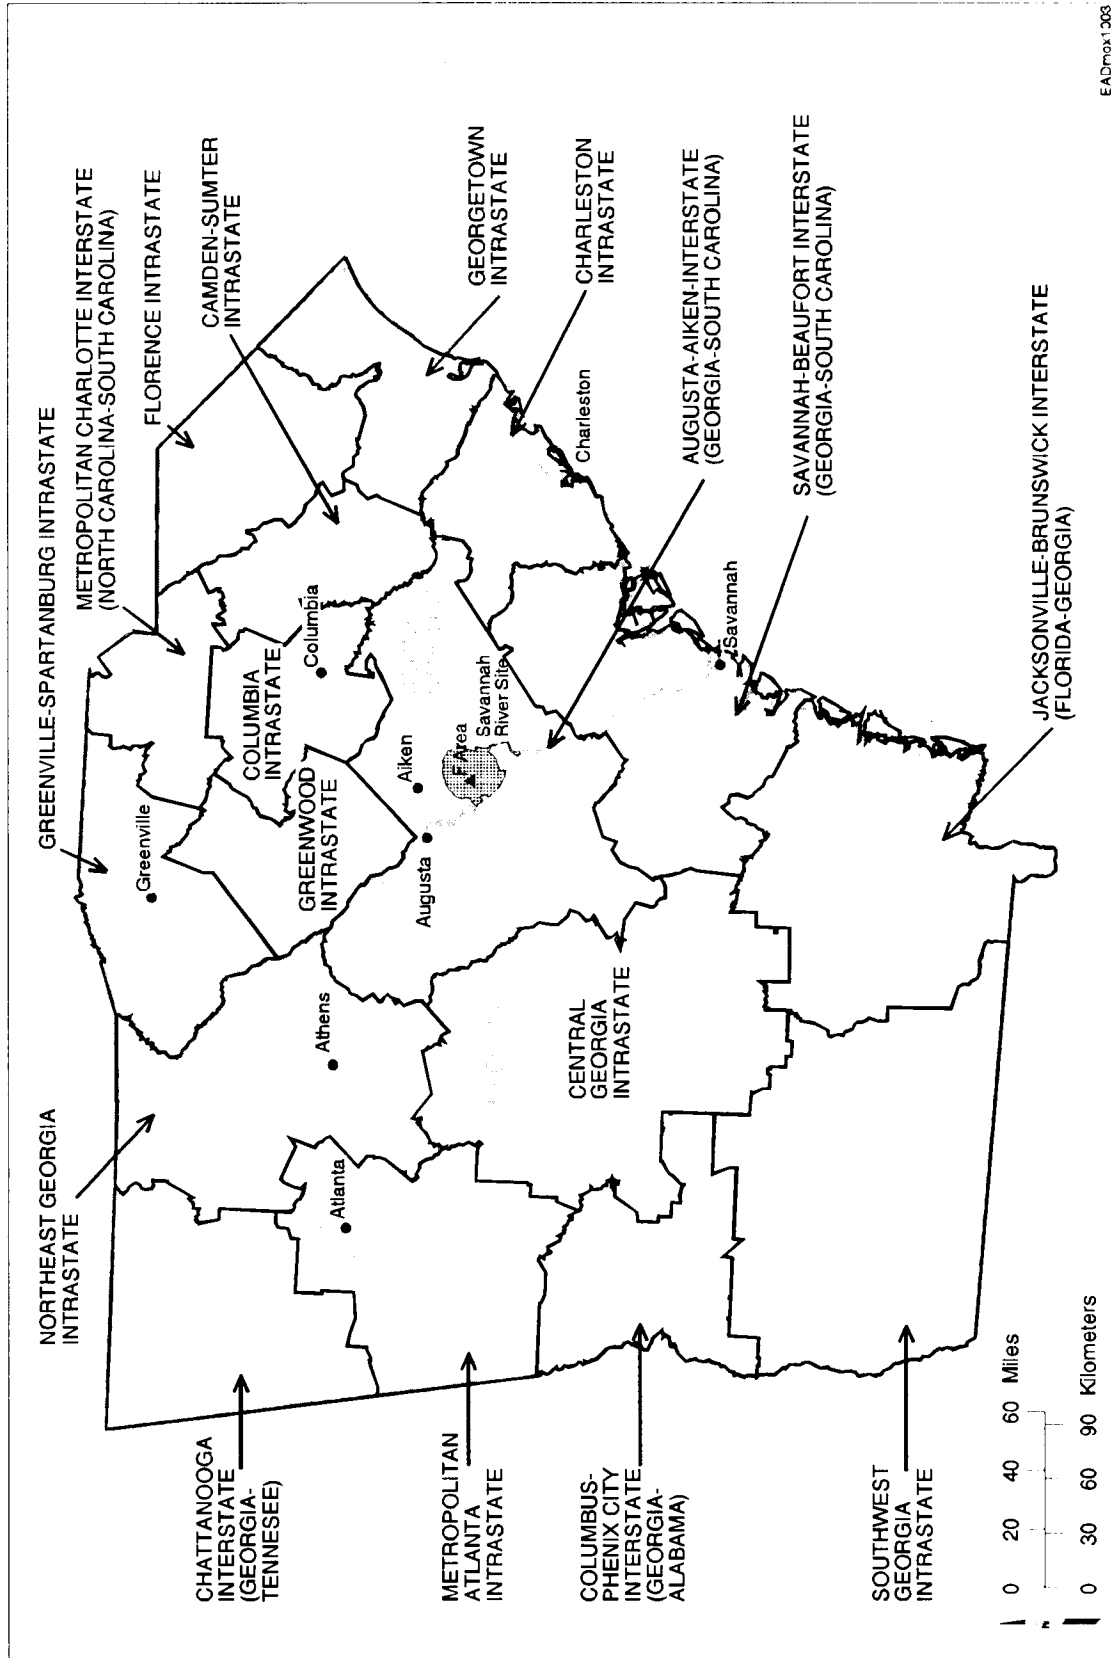 GREENVILLE-SPARTANBURG INTRASTATE
METROPOLITAN CHARLOTTE INTERSTATE
(NORTH CAROLINA-SOUTH CAROLINA)
FLORENCE INTRASTATE
CAMDEN-SUMTER
INTRASTATE
GEORGETOWN
INTRASTATE
CHARLESTON
INTRASTATE
AUGUSTA-AIKEN-INTERSTATE
(GEORGIA-SOUTH CAROLINA)
SAVANNAH-BEAUFORT INTERSTATE
(GEORGIA-SOUTH CAROLINA)
JACKSONVILLE-BRUNSWICK INTERSTATE
(FLORIDA-GEORGIA)
NORTHEAST GEORGIA
INTRASTATE
CHATTANOOGA
INTERSTATE
(GEORGIA-
TENNESEE)
METROPOLITAN
ATLANTA
INTRASTATE
COLUMBUS-
PHENIX CITY
INTERSTATE
(GEORGIA-
ALABAMA)
SOUTHWEST
GEORGIA
INTRASTATE
COLUMBIA
INTRASTATE
GREENWOOD
INTRASTATE
CENTRAL
GEORGIA
INTRASTATE
Greenville
Columbia
Athens
Atlanta
Augusta
Aiken
F Area
Savannah
River Site
Charleston
Savannah
0 20 40 60 Miles
0 30 60 90 Kilometers
N
EADmax1003